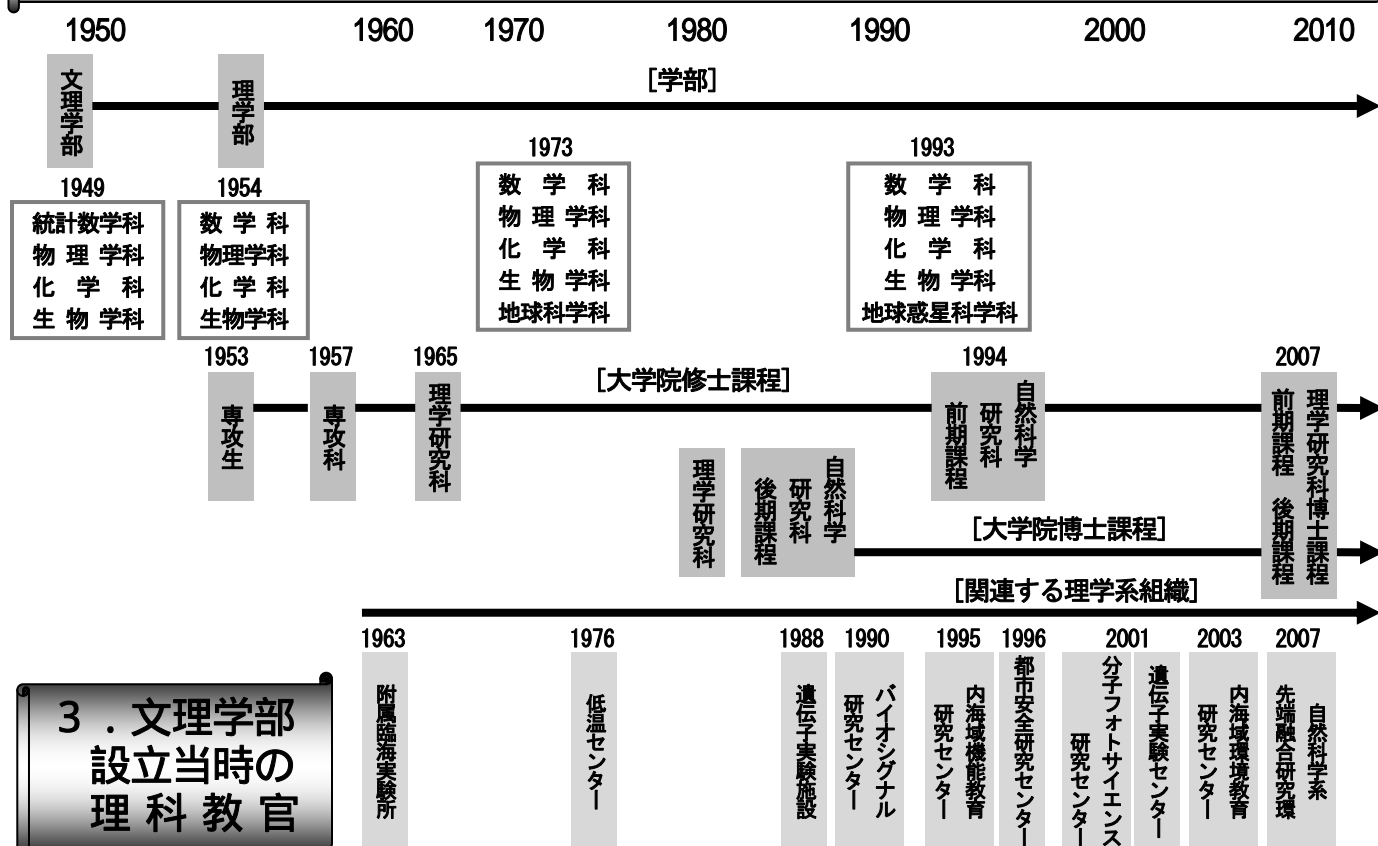 1950 1960 1970 1980 1990 2000 2010
[学部]
文理学部
理学部
1949
統計数学科
物理学科
化学科
生物学科
1954
数学科
物理学科
化学科
生物学科
1973
数学科
物理学科
化学科
生物学科
地球科学科
1993
数学科
物理学科
化学科
生物学科
地球惑星科学科
[大学院修士課程]
1953
専攻生
1957
専攻科
1965
理学研究科
1994
自然科学
研究科
前期課程
2007
理学研究科博士課程
前期課程 後期課程
理学研究科
自然科学
研究科
後期課程
[大学院博士課程]
[関連する理学系組織]
1963
附属臨海実験所
1976
低温センター
1988
遺伝子実験施設
1990
バイオシグナル
研究センター
1995
内海域機能教育
研究センター
1996
都市安全研究センター
2001
分子フォトサイエンス
研究センター
遺伝子実験センター
2003
内海域環境教育
研究センター
2007
自然科学系
先端融合研究環
3．文理学部
設立当時の
理科教官